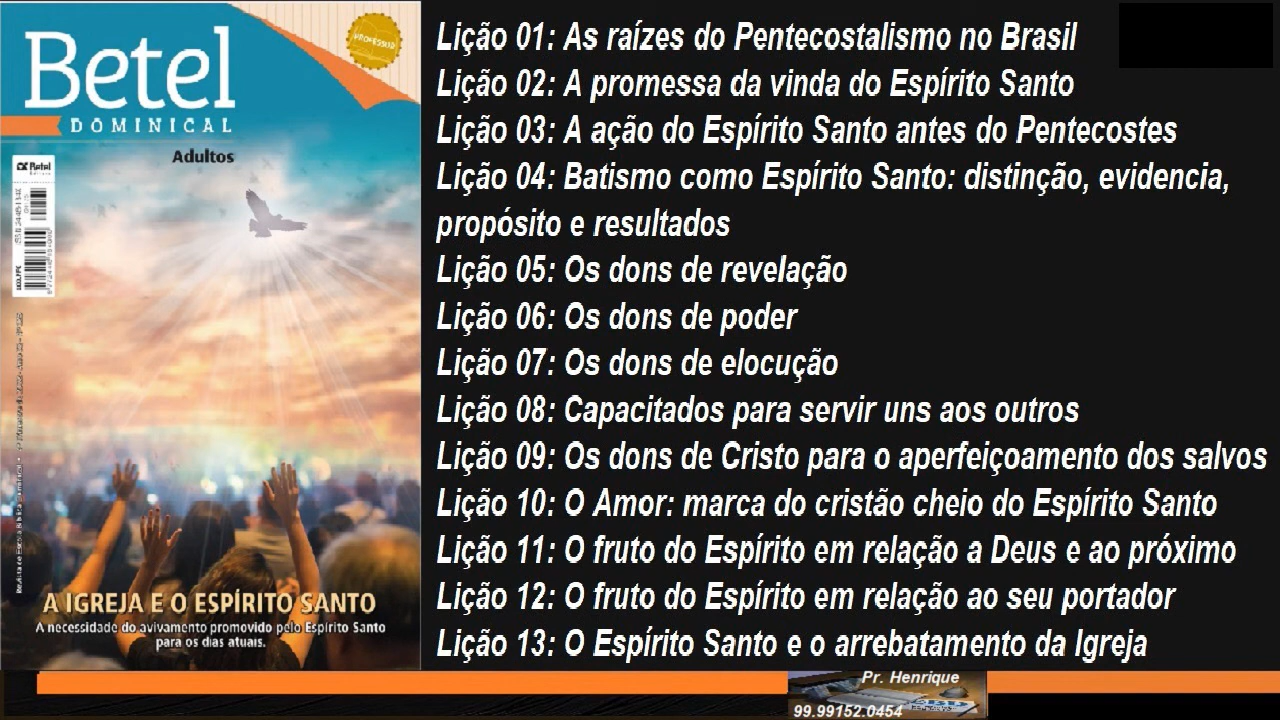 Betel
DOMINICAL
PROFESSOR
Adultos
Betel
A IGREJA E O ESPÍRITO SANTO
A necessidade do avivamento promovido pelo Espírito Santo
para os dias atuais.
Lição 01: As raízes do Pentecostalismo no Brasil
Lição 02: A promessa da vinda do Espírito Santo
Lição 03: A ação do Espírito Santo antes do Pentecostes
Lição 04: Batismo como Espírito Santo: distinção, evidencia,
propósito e resultados
Lição 05: Os dons de revelação
Lição 06: Os dons de poder
Lição 07: Os dons de elocução
Lição 08: Capacitados para servir uns aos outros
Lição 09: Os dons de Cristo para o aperfeiçoamento dos salvos
Lição 10: O Amor: marca do cristão cheio do Espírito Santo
Lição 11: O fruto do Espírito em relação a Deus e ao próximo
Lição 12: O fruto do Espírito em relação ao seu portador
Lição 13: O Espírito Santo e o arrebatamento da Igreja
Pr. Henrique
99.99152.0454